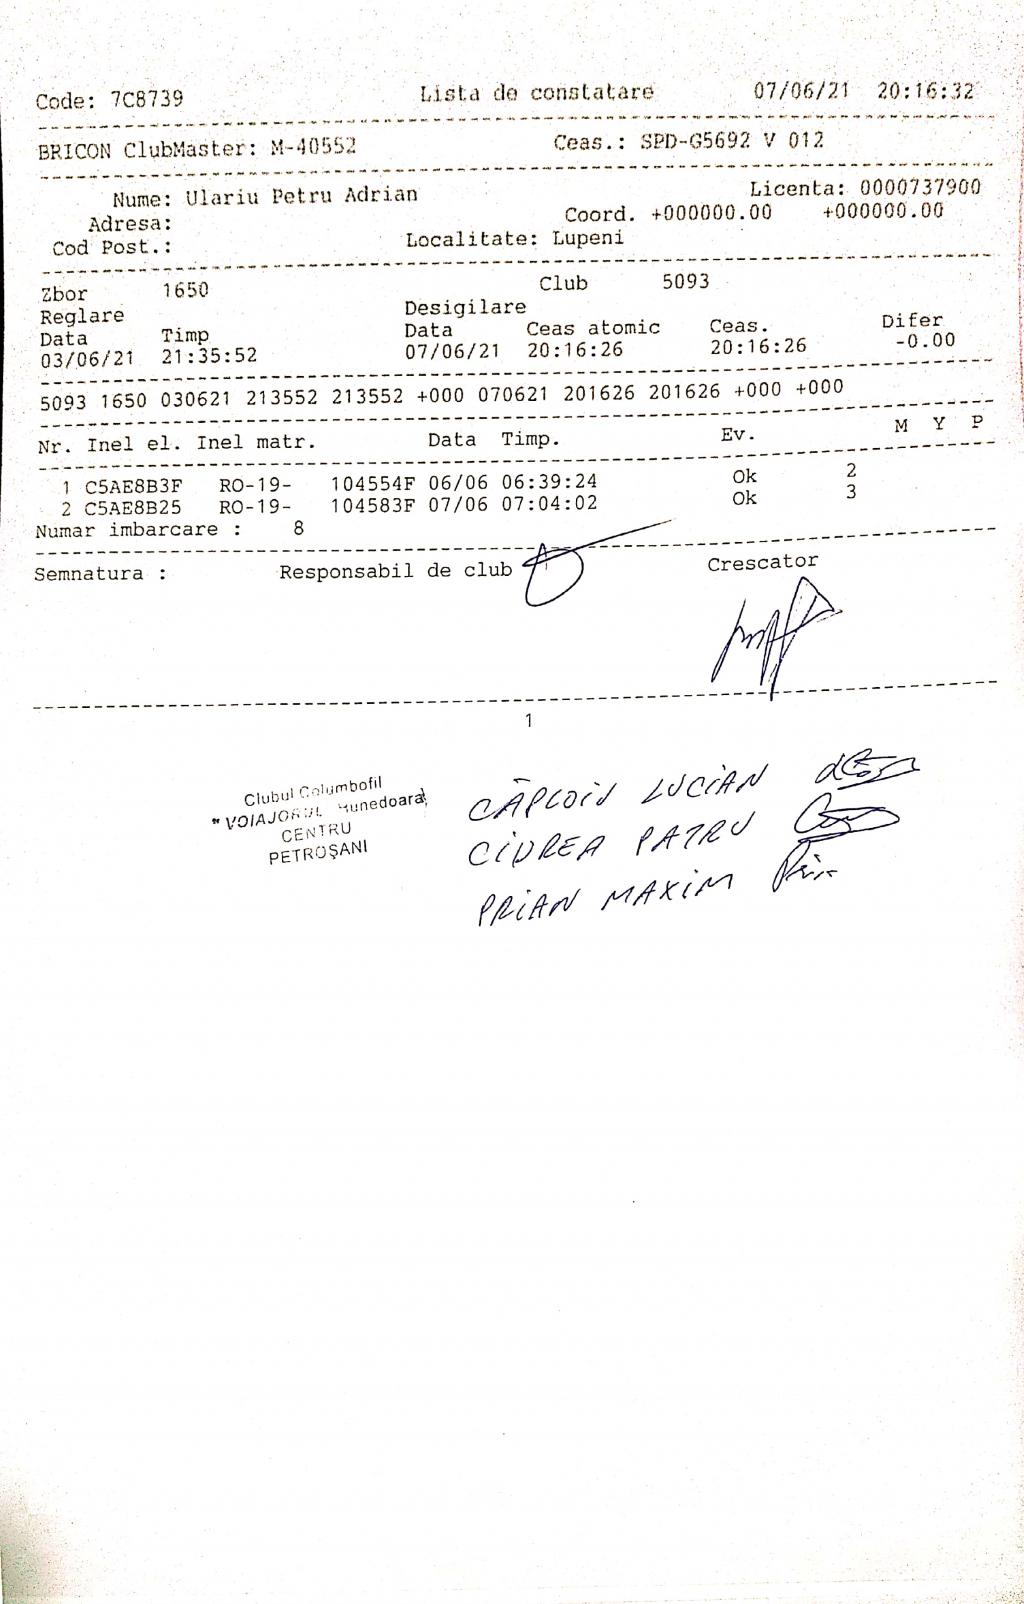 Code: 7C8739 Lista de constatare 07/06/21 20:16:32
BRICON ClubMaster: M-40552 Ceas.: SPD-G5692 V 012
Nume: Ulariu Petru Adrian Licenta: 0000737900
Adresa: Coord. +000000.00 +000000.00
Cod Post.: Localitate: Lupeni
Zbor 1650 Club 5093
Reglare Desigilare
Data Timp Data Ceas atomic Ceas. Difer
03/06/21 21:35:52 07/06/21 20:16:26 20:16:26 -0.00
5093 1650 030621 213552 213552 +000 070621 201626 201626 +000 +000
Nr. Inel el. Inel matr. Data Timp. Ev. M Y P
1 C5AE8B3F RO-19- 104554F 06/06 06:39:24 Ok 2
2 C5AE8B25 RO-19- 104583F 07/06 07:04:02 Ok 3
Numar imbarcare : 8
Semnatura : Responsabil de club Crescator
1
Clubul Columbofil
"VOIAJORUL Hunedoara,
CENTRU
PETROȘANI
LUCIAN
CIUREA PATRU
PRIAN MAXIM